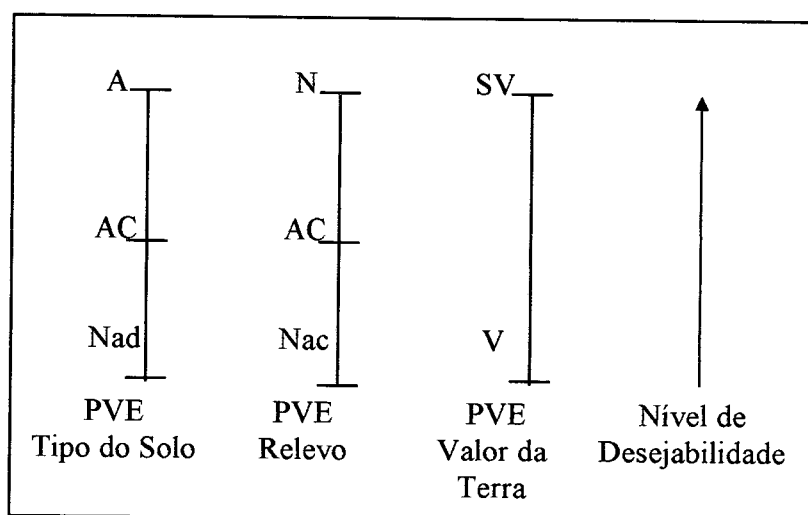 A N SV
AC AC
Nad Nac V
PVE PVE PVE Nível de
Tipo do Solo Relevo Valor da Desejabilidade
Terra